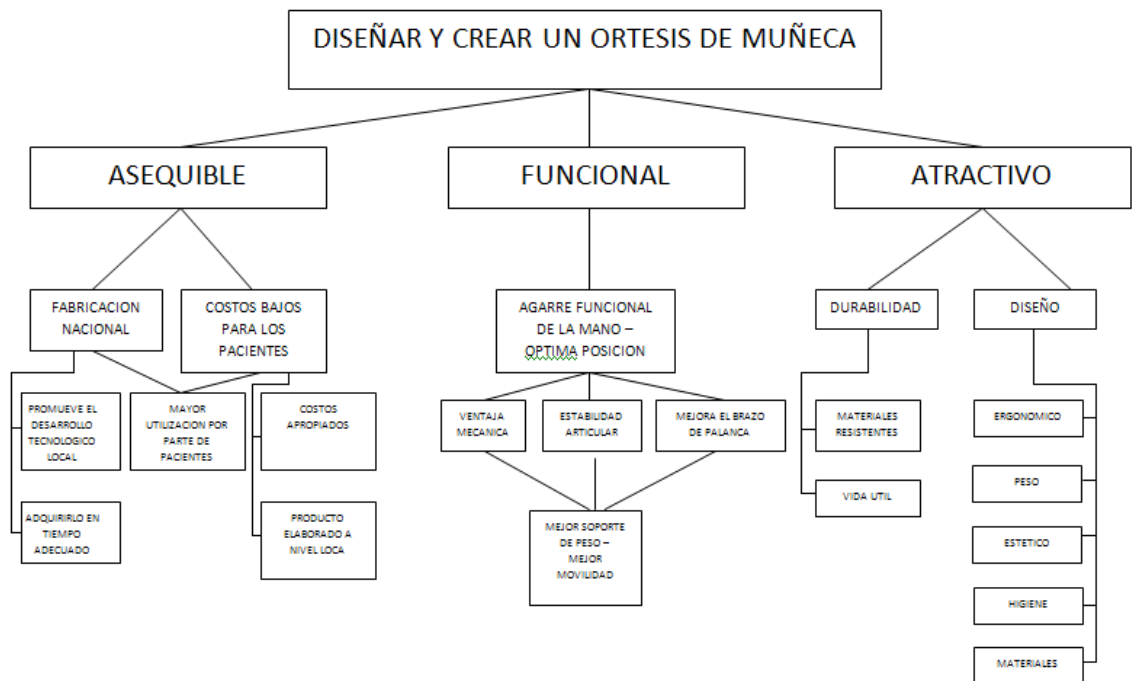 DISEÑAR Y CREAR UN ORTESIS DE MUÑECA
ASEQUIBLE
FUNCIONAL
ATRACTIVO
FABRICACION
NACIONAL
COSTOS BAJOS
PARA LOS
PACIENTES
AGARRE FUNCIONAL
DE LA MANO –
OPTIMA POSICION
DURABILIDAD
DISEÑO
PROMUEVE EL
DESARROLLO
TECNOLOGICO
LOCAL
MAYOR
UTILIZACION POR
PARTE DE
PACIENTES
COSTOS
APROPIADOS
VENTAJA
MECANICA
ESTABILIDAD
ARTICULAR
MEJORA EL BRAZO
DE PALANCA
MATERIALES
RESISTENTES
ERGONOMICO
ADQUIRIRLO EN
TIEMPO
ADECUADO
PRODUCTO
ELABORADO A
NIVEL LOCA
MEJOR SOPORTE
DE PESO –
MEJOR
MOVILIDAD
VIDA UTIL
PESO
ESTETICO
HIGIENE
MATERIALES